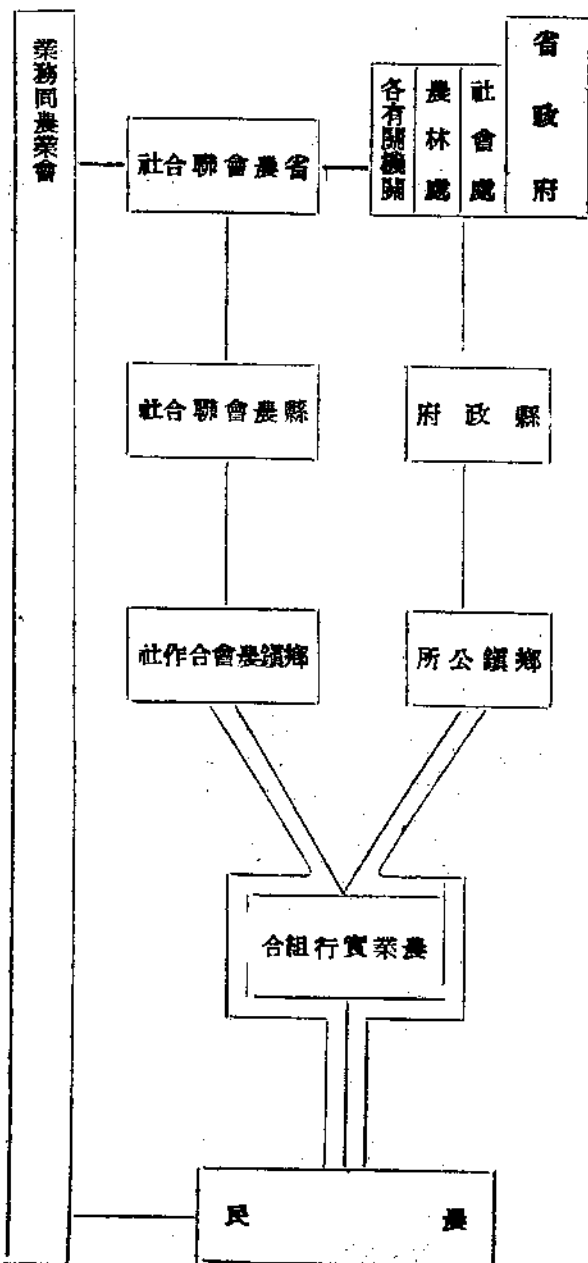 省政府
社會處
農林處
各有關機關
省農會聯合社
業務同農業會
縣政府
縣農會聯合社
鄉鎮公所
鄉鎮農會合作社
農業實行組合
農民